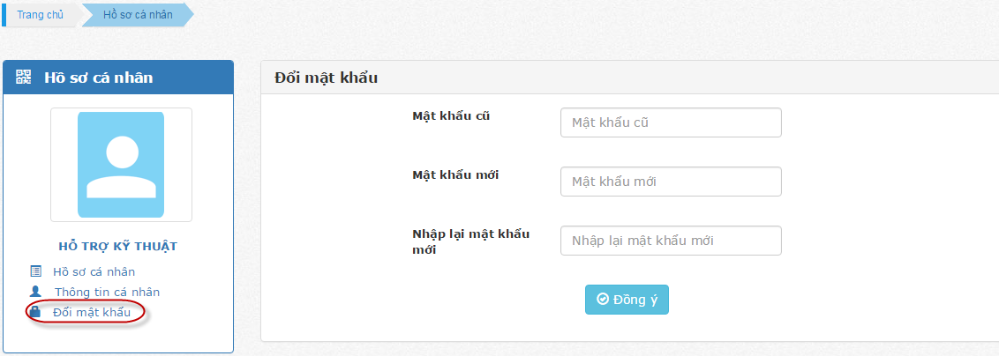 Trang chủ
Hồ sơ cá nhân
Hồ sơ cá nhân
HỖ TRỢ KỸ THUẬT
Hồ sơ cá nhân
Thông tin cá nhân
Đổi mật khẩu
Đổi mật khẩu
Mật khẩu cũ
Mật khẩu cũ
Mật khẩu mới
Mật khẩu mới
Nhập lại mật khẩu
mới
Nhập lại mật khẩu mới
Đồng ý